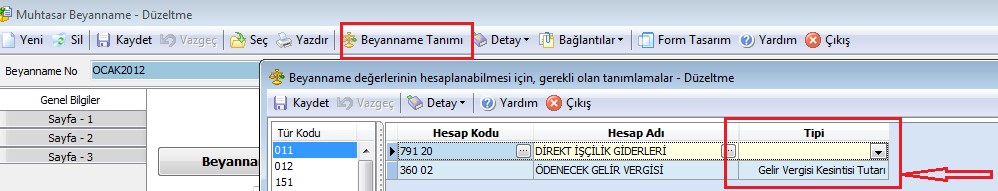 Muhtasar Beyanname - Düzeltme
Yeni Sil Kaydet Vazgeç Seç Yazdır Beyanname Tanımı Detay Bağlantılar Form Tasarım Yardım Çıkış
Beyanname No OCAK2012
Beyanname değerlerinin hesaplanabilmesi için, gerekli olan tanımlamalar - Düzeltme
Kaydet Vazgeç Detay Yardım Çıkış
Genel Bilgiler
Sayfa - 1
Sayfa - 2
Sayfa - 3
Beyanna
Tür Kodu
011
012
151
Hesap Kodu Hesap Adı Tipi
791 20 DİREKT İŞÇİLİK GİDERLERİ
360 02 ÖDENECEK GELİR VERGİSİ Gelir Vergisi Kesintisi Tutarı